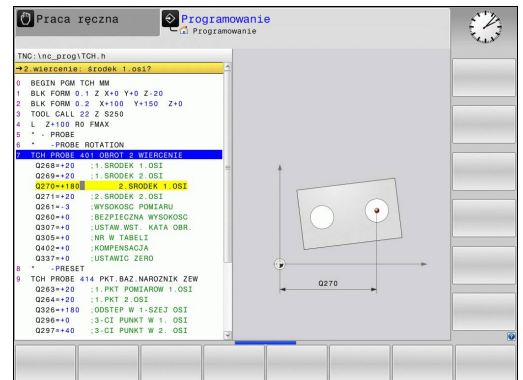 Praca ręczna
Programowanie
Programowanie
TNC:\nc_prog\TCH.h
→2.wiercenie: środek 1.osi?
0 BEGIN PGM TCH MM
1 BLK FORM 0.1 Z X+0 Y+0 Z-20
2 BLK FORM 0.2 X+100 Y+150 Z+0
3 TOOL CALL 22 Z S250
4 L Z+100 R0 FMAX
5 * - PROBE
6 * -PROBE ROTATION
7 TCH PROBE 401 OBROT 2 WIERCENIE
Q268=+20 ;1.SRODEK 1.OSI
Q269=+20 ;1.SRODEK 2.OSI
Q270=+180 2.SRODEK 1.OSI
Q271=+20 ;2.SRODEK 2.OSI
Q261=-3 ;WYSOKOSC POMIARU
Q260=+0 ;BEZPIECZNA WYSOKOSC
Q307=+0 ;USTAW.WST. KATA OBR.
Q305=+0 ;NR W TABELI
Q402=+0 ;KOMPENSACJA
Q337=+0 ;USTAWIC ZERO
8 * -PRESET
9 TCH PROBE 414 PKT.BAZ.NAROZNIK ZEW
Q263=+20 ;1.PKT POMIAROW 1.OSI
Q264=+20 ;1.PKT 2.OSI
Q326=+180 ;ODSTEP W 1-SZEJ OSI
Q296=+0 ;3-CI PUNKT W 1. OSI
Q297=+40 ;3-CI PUNKT W 2. OSI
Q270